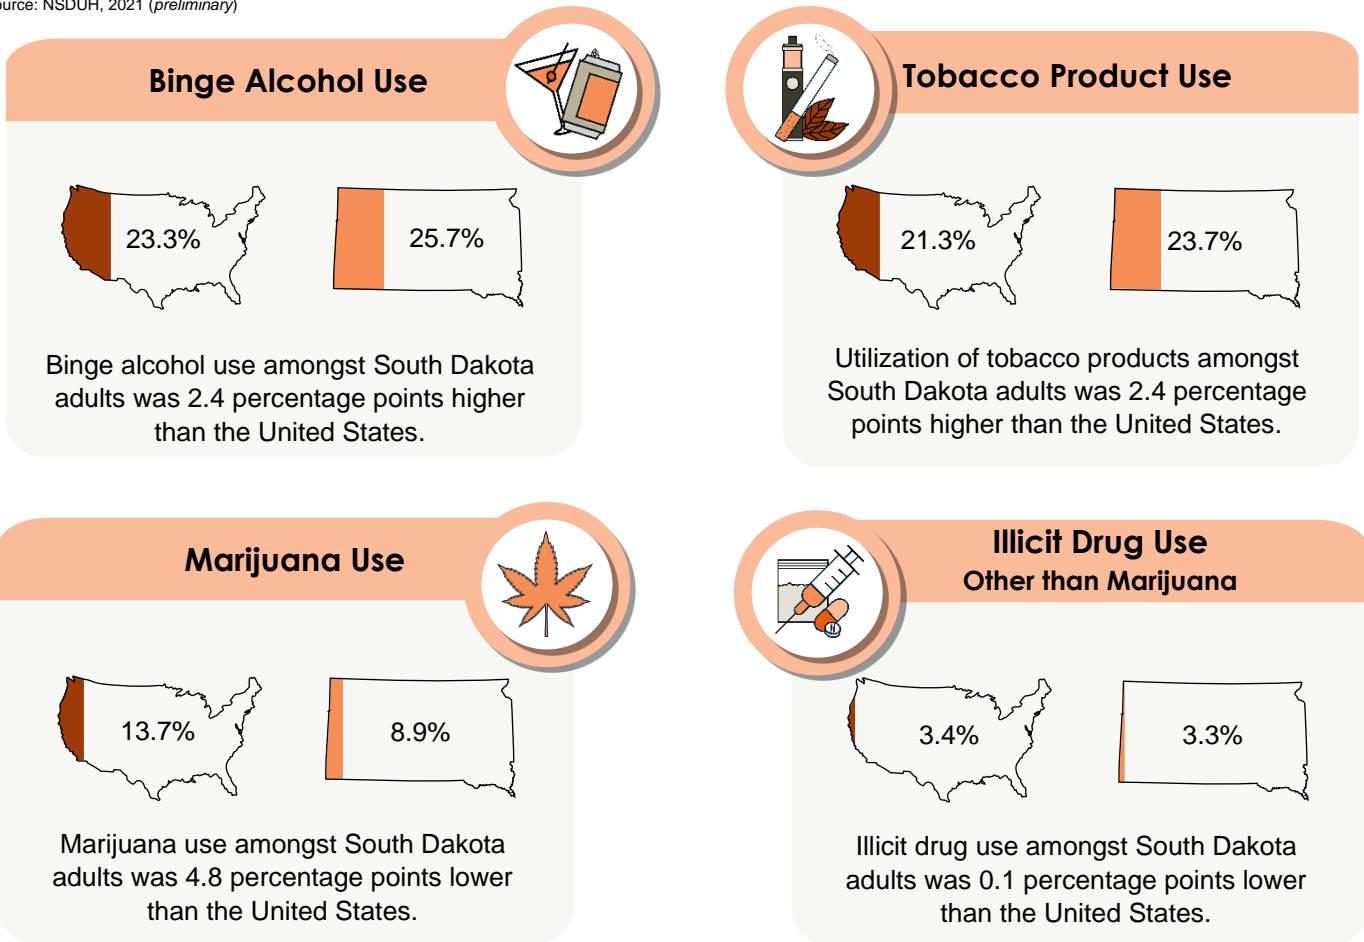 NSDUH, 2021 (preliminary)
Binge Alcohol Use
23.3%
25.7%
Binge alcohol use amongst South Dakota
adults was 2.4 percentage points higher
than the United States.
Tobacco Product Use
21.3%
23.7%
Utilization of tobacco products amongst
South Dakota adults was 2.4 percentage
points higher than the United States.
Marijuana Use
13.7%
8.9%
Marijuana use amongst South Dakota
adults was 4.8 percentage points lower
than the United States.
Illicit Drug Use
Other than Marijuana
3.4%
3.3%
Illicit drug use amongst South Dakota
adults was 0.1 percentage points lower
than the United States.